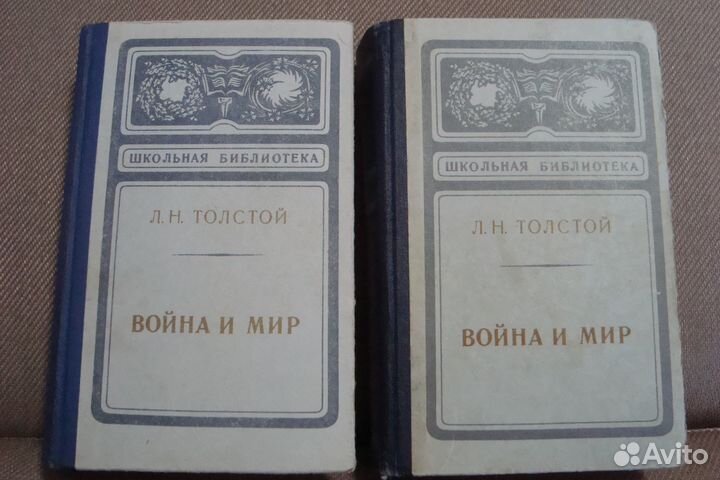 ШКОЛЬНАЯ БИБЛИОТЕКА
Л. Н. ТОЛСТОЙ
ВОЙНА И МИР
ШКОЛЬНАЯ БИБЛИОТЕКА
Л. Н. ТОЛСТОЙ
ВОЙНА И МИР
Avito